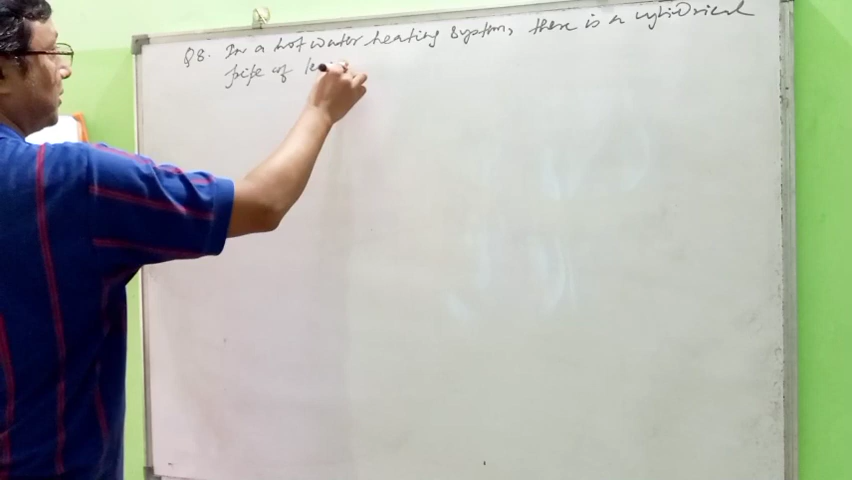 Q8. In a hot water heating system, there is a cylindrical
pipe of